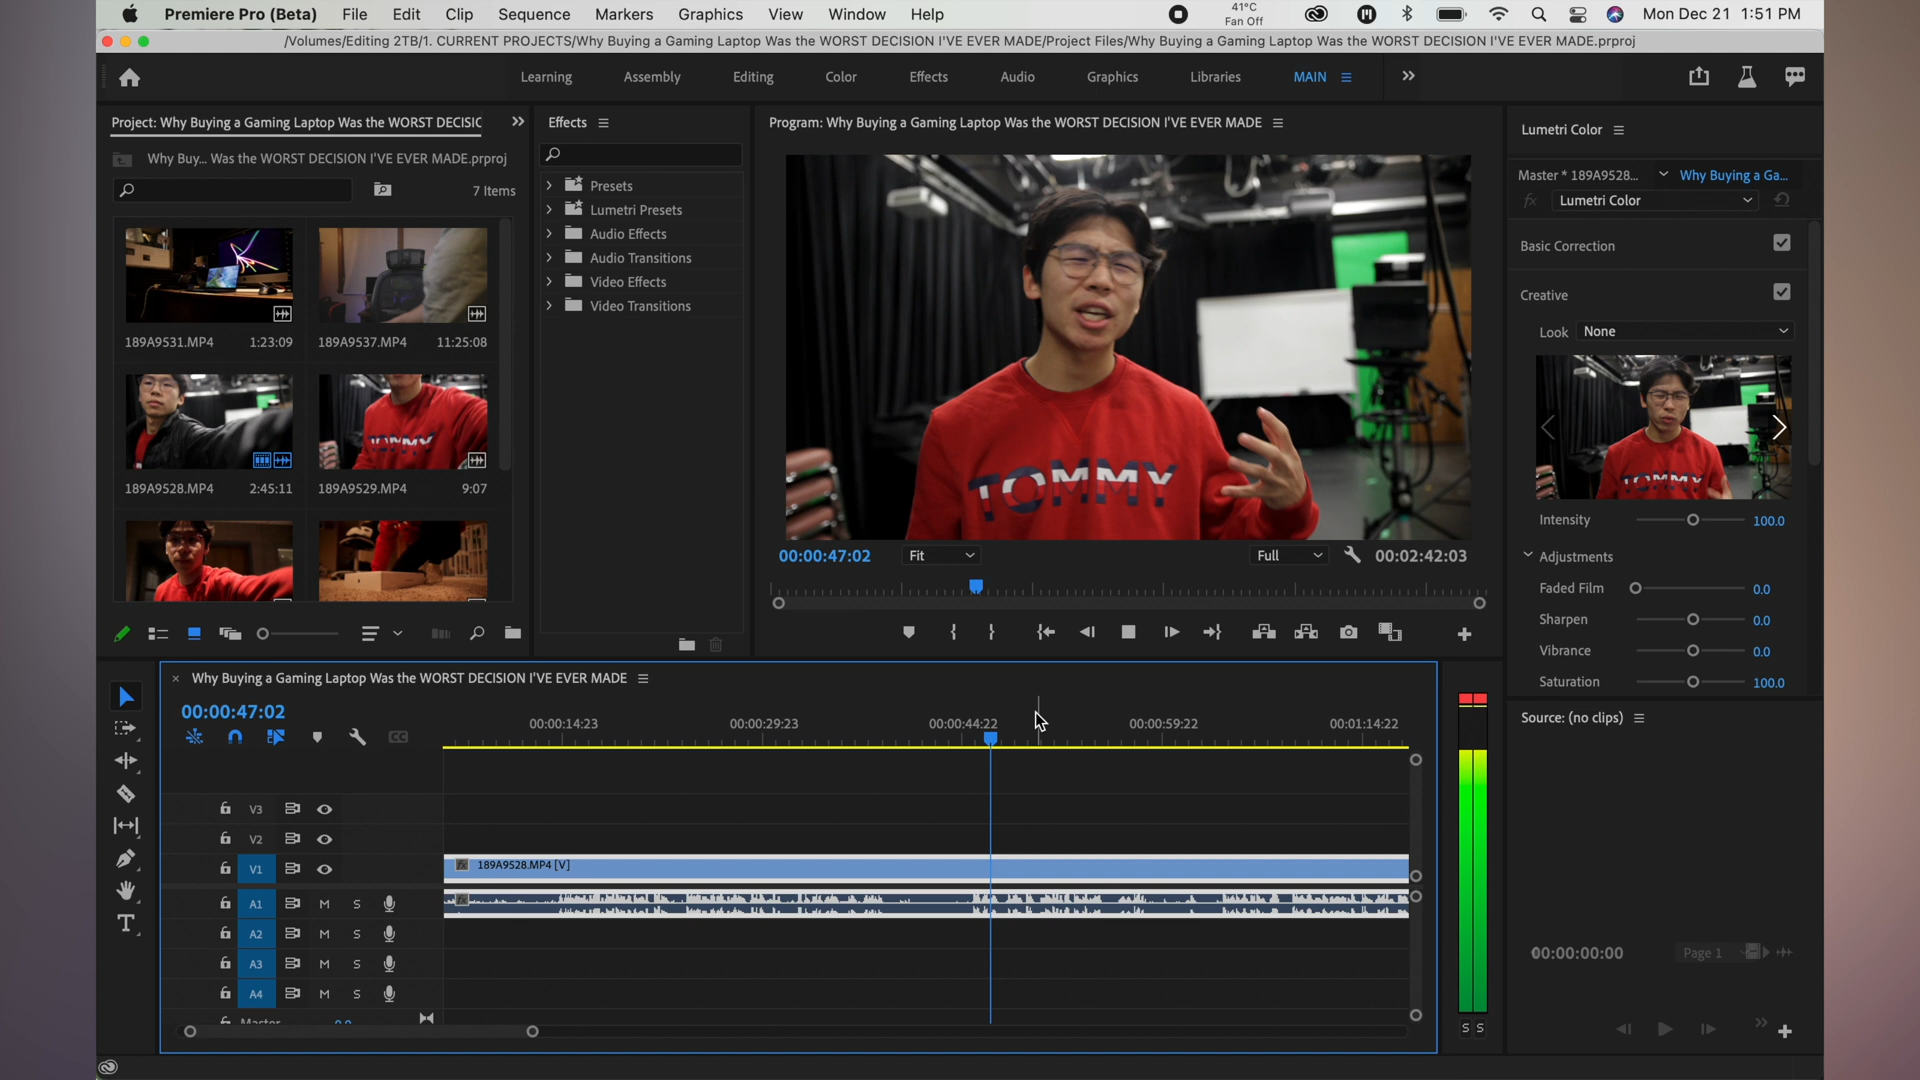 Premiere Pro (Beta) File Edit Clip Sequence Markers Graphics View Window Help 41°C Fan Off Mon Dec 21 1:51 PM
/Volumes/Editing 2TB/1. CURRENT PROJECTS/Why Buying a Gaming Laptop Was the WORST DECISION I'VE EVER MADE/Project Files/Why Buying a Gaming Laptop Was the WORST DECISION I'VE EVER MADE.prproj
Learning Assembly Editing Color Effects Audio Graphics Libraries MAIN
Project: Why Buying a Gaming Laptop Was the WORST DECISIC
Why Buy... Was the WORST DECISION I'VE EVER MADE.prproj
7 Items
189A9531.MP4 1:23:09
189A9537.MP4 11:25:08
189A9528.MP4 2:45:11
189A9529.MP4 9:07
Effects
Presets
Lumetri Presets
Audio Effects
Audio Transitions
Video Effects
Video Transitions
Program: Why Buying a Gaming Laptop Was the WORST DECISION I'VE EVER MADE
TOMMY
00:00:47:02 Fit Full 00:02:42:03
Lumetri Color
Master * 189A9528... Why Buying a Ga...
fx Lumetri Color
Basic Correction
Creative
Look None
Intensity 100.0
Adjustments
Faded Film 0.0
Sharpen 0.0
Vibrance 0.0
Saturation 100.0
Why Buying a Gaming Laptop Was the WORST DECISION I'VE EVER MADE
00:00:47:02
00:00:14:23 00:00:29:23 00:00:44:22 00:00:59:22 00:01:14:22
V3
V2
V1
fx 189A9528.MP4 [V]
A1 M S
A2 M S
A3 M S
A4 M S
Master 0.0
S S
Source: (no clips)
00:00:00:00 Page 1